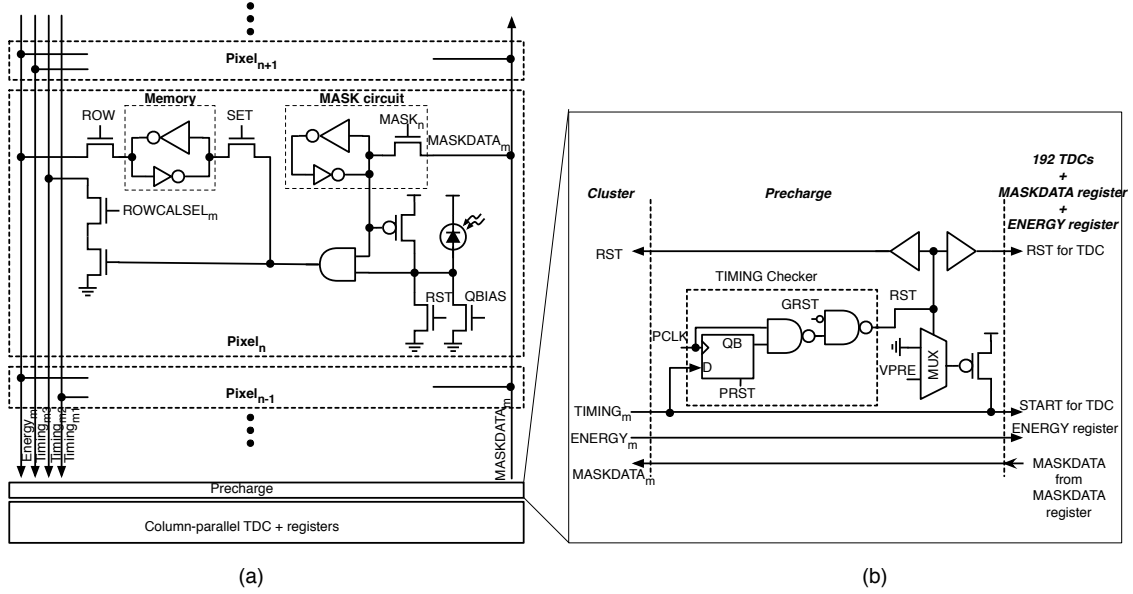 Pixel n+1
Memory
MASK circuit
ROW
SET
MASK n
MASKDATA m
ROWCALSEL m
RST
QBIAS
Pixel n
Pixel n-1
Energy m
Timing m3
Timing m2
Timing m1
MASKDATA m
Precharge
Column-parallel TDC + registers
(a)
192 TDCs
+
MASKDATA register
+
ENERGY register
Cluster
Precharge
RST
RST for TDC
TIMING Checker
GRST
RST
PCLK
QB
D
PRST
VPRE
MUX
TIMING m
START for TDC
ENERGY m
ENERGY register
MASKDATA m
MASKDATA
from
MASKDATA
register
(b)